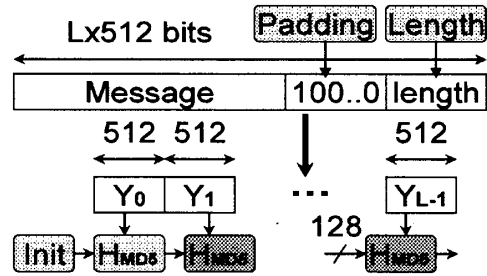 Lx512 bits Padding Length
Message 100..0 length
512 512 512
Y0 Y1 ... YL-1
128
Init HMD5 HMD5 HMD5